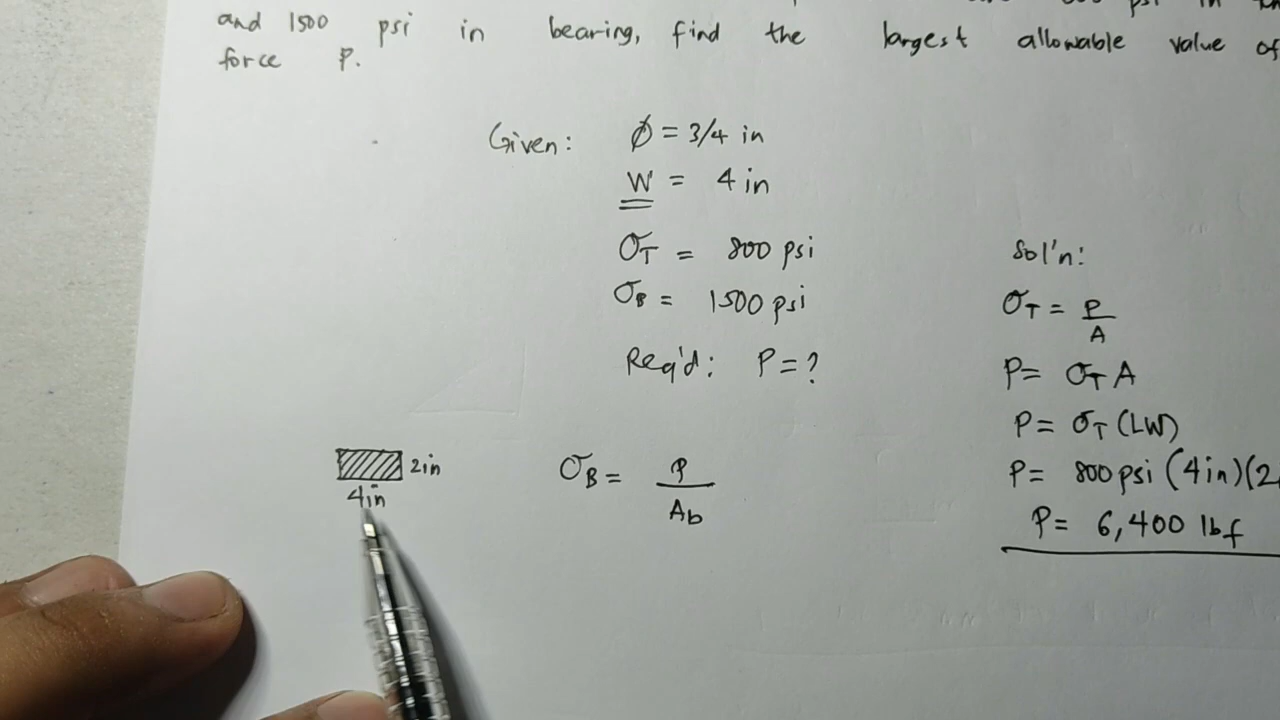 psi in
and 1500 psi in bearing, find the largest allowable value of
force P.
Given: Ø = 3/4 in
W = 4 in
σT = 800 psi
σB = 1500 psi
Req'd: P = ?
Sol'n:
σT = P/A
P = σT A
P = σT (LW)
P = 800 psi (4in)(2
P = 6,400 lbf
2in
4in
σB = P/Ab